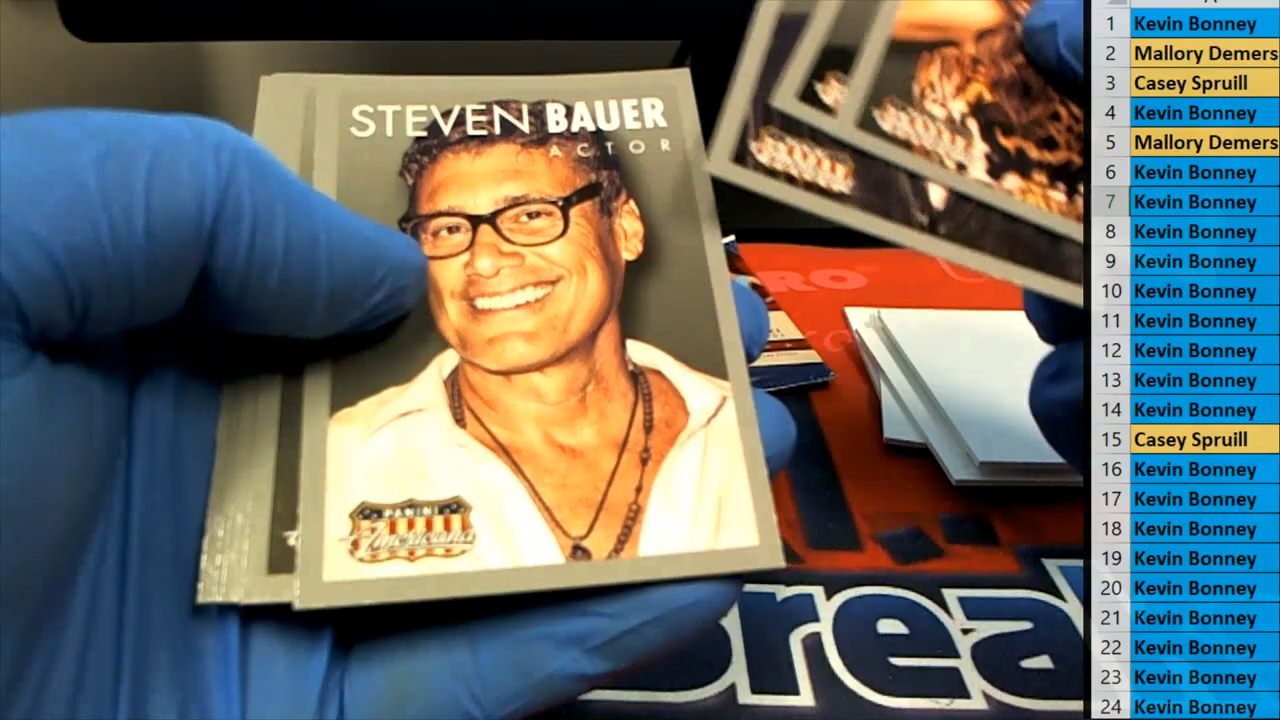 STEVEN BAUER
ACTOR
PANINI
Americana
RO
Brea
1 Kevin Bonney
2 Mallory Demers
3 Casey Spruill
4 Kevin Bonney
5 Mallory Demers
6 Kevin Bonney
7 Kevin Bonney
8 Kevin Bonney
9 Kevin Bonney
10 Kevin Bonney
11 Kevin Bonney
12 Kevin Bonney
13 Kevin Bonney
14 Kevin Bonney
15 Casey Spruill
16 Kevin Bonney
17 Kevin Bonney
18 Kevin Bonney
19 Kevin Bonney
20 Kevin Bonney
21 Kevin Bonney
22 Kevin Bonney
23 Kevin Bonney
24 Kevin Bonney